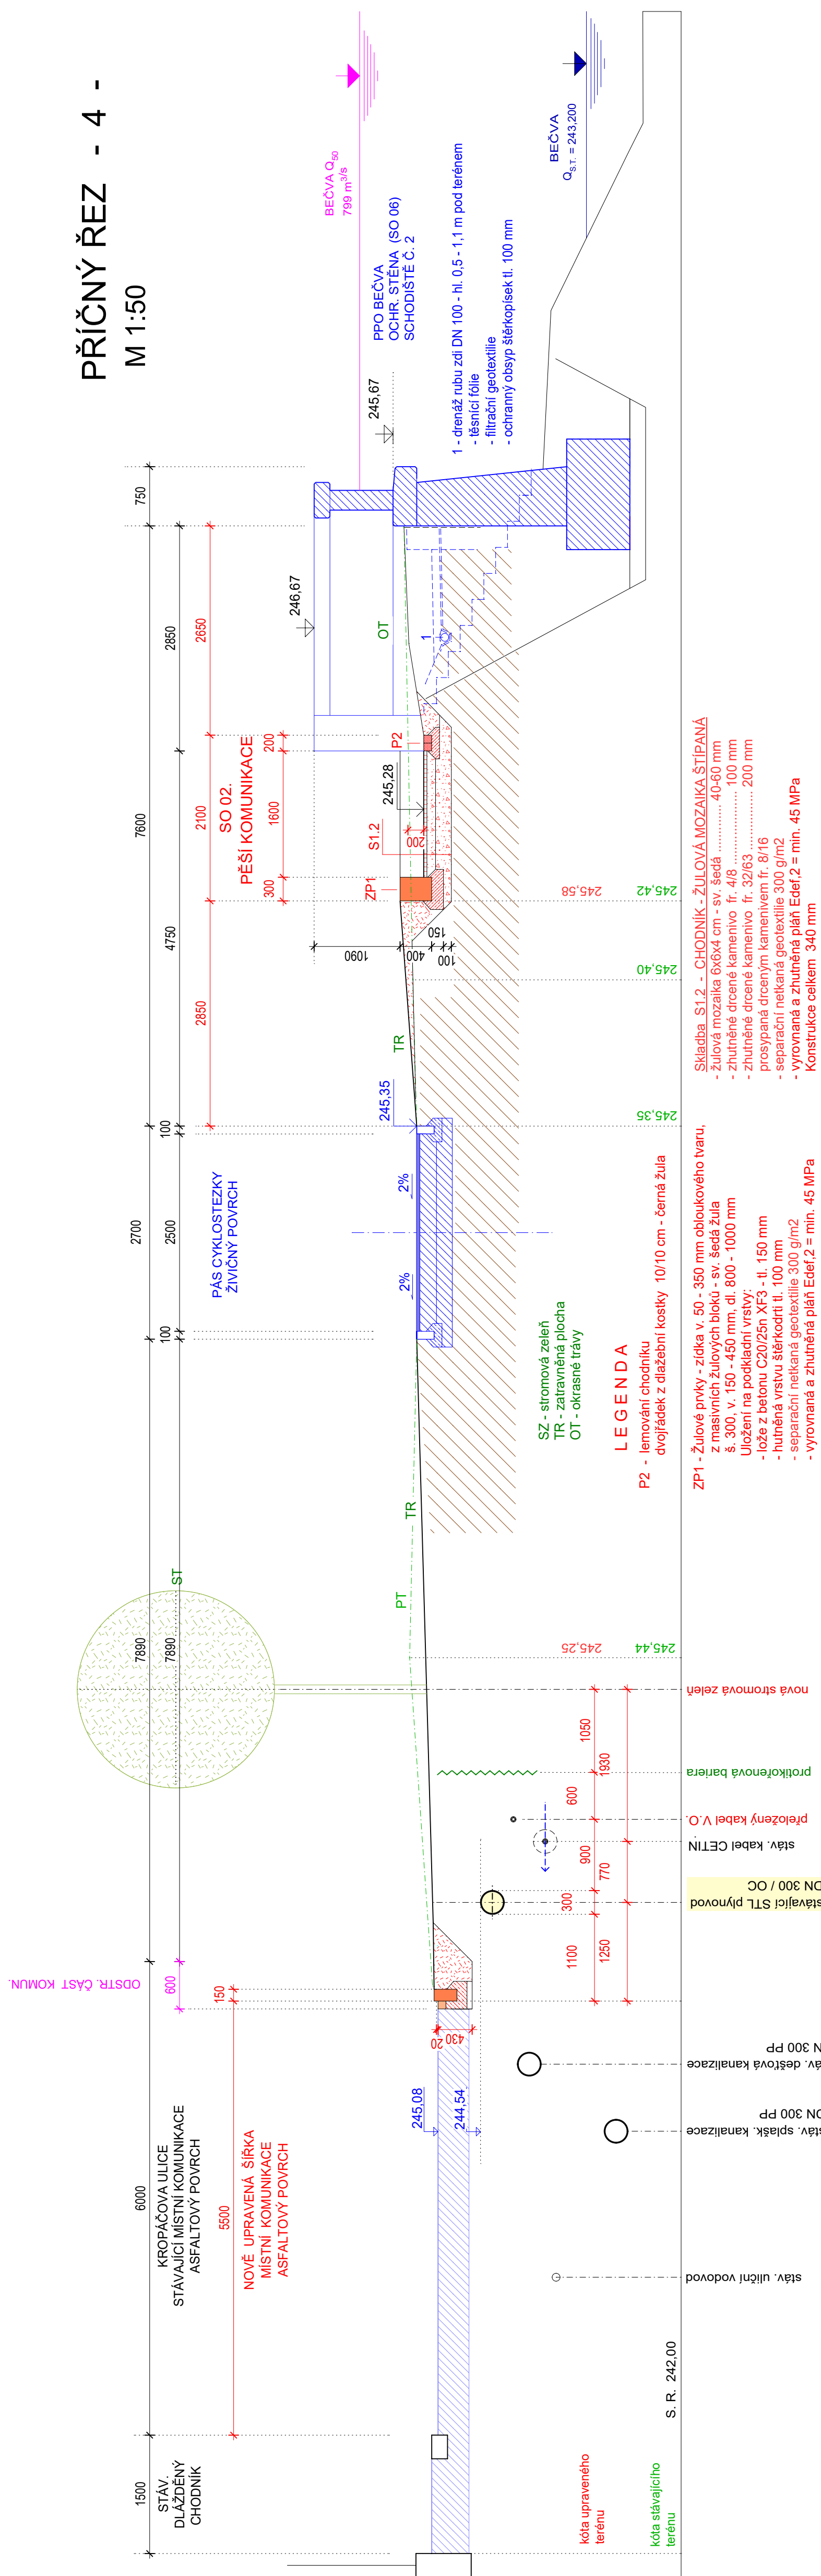 PŘÍČNÝ ŘEZ - 4 -
M 1:50
1500
6000
7890
2700
7600
750
STÁV.
DLÁŽDĚNÝ
CHODNÍK
KROPÁČOVA ULICE
STÁVAJÍCÍ MÍSTNÍ KOMUNIKACE
ASFALTOVÝ POVRCH
ODSTR. ČÁST KOMUN.
600
7890
ST
100
2500
100
4750
2850
5500
150
2850
2100
2650
NOVĚ UPRAVENÁ ŠÍŘKA
MÍSTNÍ KOMUNIKACE
ASFALTOVÝ POVRCH
PÁS CYKLOSTEZKY
ŽIVIČNÝ POVRCH
SO 02.
PĚŠÍ KOMUNIKACE
300
1600
200
246,67
BEČVA Q50
799 m3/s
245,67
PPO BEČVA
OCHR. STĚNA (SO 06)
SCHODIŠTĚ Č. 2
BEČVA
QS.T. = 243,200
1 - drenáž rubu zdi DN 100 - hl. 0,5 - 1,1 m pod terénem
- těsnící fólie
- filtrační geotextilie
- ochranný obsyp štěrkopísek tl. 100 mm
245,08
244,54
20
430
PT
TR
2%
2%
245,35
TR
1090
400
150
100
ZP1
S1.2
200
245,28
P2
OT
1
1100
300
900
600
1050
1250
770
1930
245,25
245,44
245,35
245,40
245,58
245,42
SZ - stromová zeleň
TR - zatravněná plocha
OT - okrasné trávy
L E G E N D A
P2 - lemování chodníku
dvojřádek z dlažební kostky 10/10 cm - černá žula
ZP1 - Žulové prvky - zídka v. 50 - 350 mm obloukového tvaru,
z masivních žulových bloků - sv. šedá žula
š. 300, v. 150 - 450 mm, dl. 800 - 1000 mm
Uložení na podkladní vrstvy:
- lože z betonu C20/25n XF3 - tl. 150 mm
- hutněná vrstvu štěrkodrti tl. 100 mm
- separační netkaná geotextilie 300 g/m2
- vyrovnaná a zhutněná pláň Edef,2 = min. 45 MPa
Skladba S1.2 - CHODNÍK - ŽULOVÁ MOZAIKA ŠTÍPANÁ
- žulová mozaika 6x6x4 cm - sv. šedá ............. 40-60 mm
- zhutněné drcené kamenivo fr. 4/8 .................. 100 mm
- zhutněné drcené kamenivo fr. 32/63 ............... 200 mm
prosypaná drceným kamenivem fr. 8/16
- separační netkaná geotextilie 300 g/m2
- vyrovnaná a zhutněná pláň Edef,2 = min. 45 MPa
Konstrukce celkem 340 mm
kóta upraveného
terénu
kóta stávajícího
terénu
S. R. 242,00
stáv. uliční vodovod
stáv. splašk. kanalizace
DN 300 PP
stáv. dešťová kanalizace
DN 300 PP
stávající STL plynovod
DN 300 / OC
stáv. kabel CETIN
přeložený kabel V.O.
protikořenová bariera
nová stromová zeleň